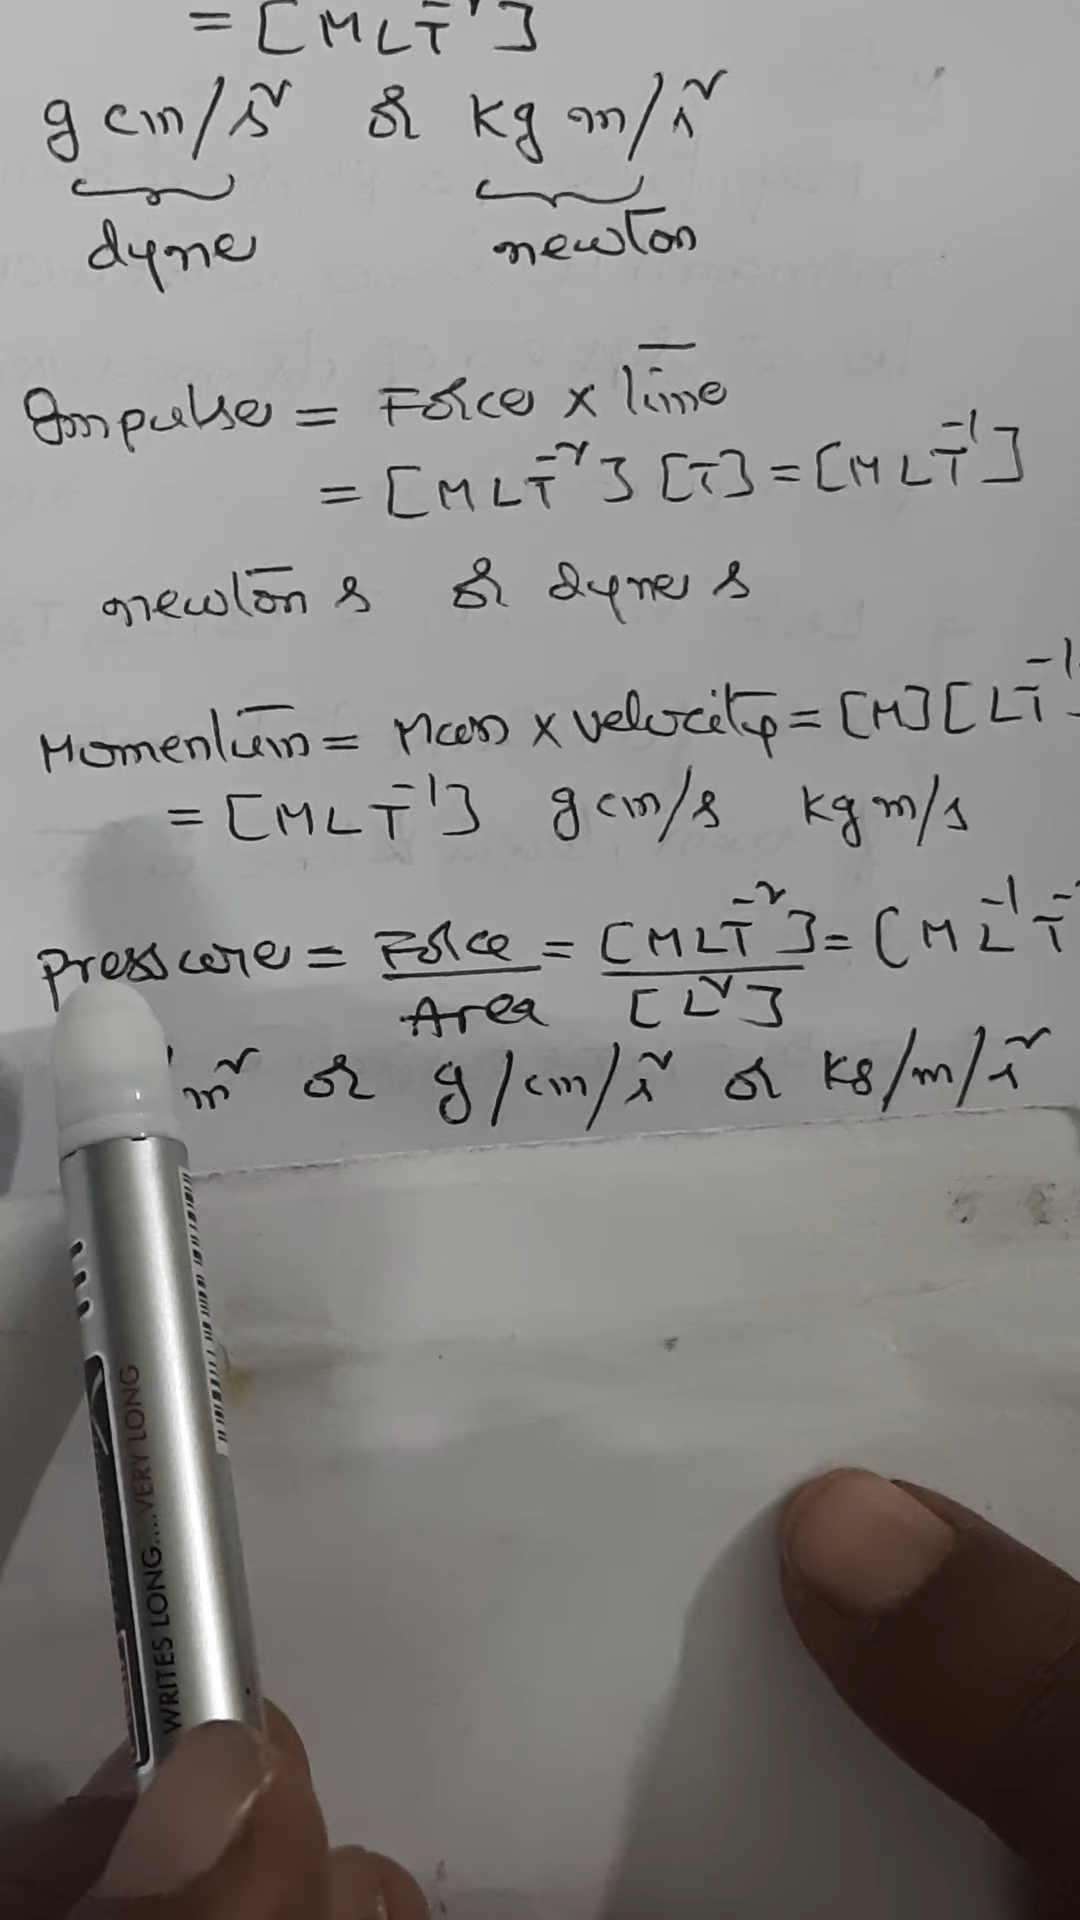 = [MLT⁻²]
g cm/s² or kg m/s²
dyne newton
Impulse = Force × time
= [MLT⁻²] [T] = [MLT⁻¹]
newton s or dyne s
Momentum = Mass × velocity = [M] [LT⁻¹]
= [MLT⁻¹] g cm/s kg m/s
Pressure = Force/Area = [MLT⁻²]/[L²] = [ML⁻¹T⁻
m² or g/cm/s² or kg/m/s²
WRITES LONG....VERY LONG